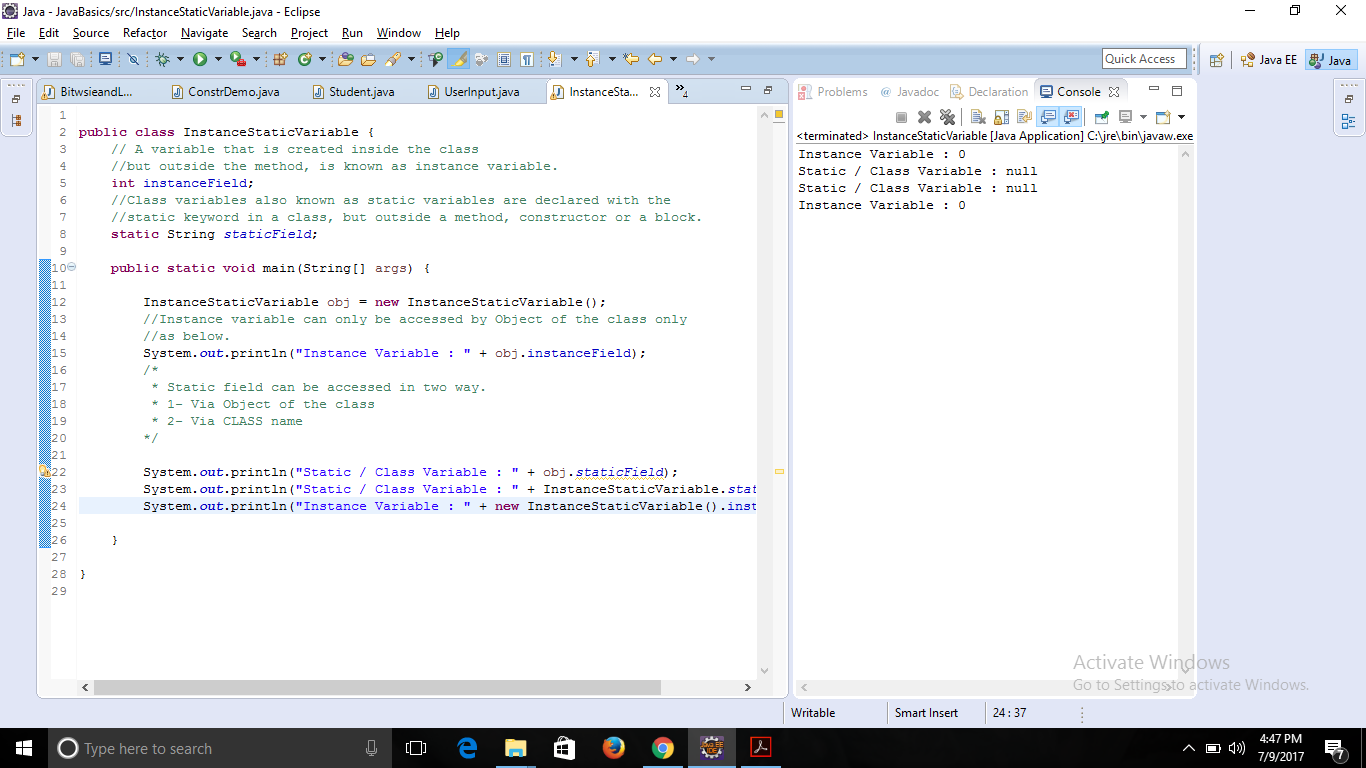 Java - JavaBasics/src/InstanceStaticVariable.java - Eclipse
File Edit Source Refactor Navigate Search Project Run Window Help
Quick Access Java EE Java
BitwsieandL... ConstrDemo.java Student.java UserInput.java InstanceSta... »4
1
2 public class InstanceStaticVariable {
3 // A variable that is created inside the class
4 //but outside the method, is known as instance variable.
5 int instanceField;
6 //Class variables also known as static variables are declared with the
7 //static keyword in a class, but outside a method, constructor or a block.
8 static String staticField;
9
10 public static void main(String[] args) {
11
12 InstanceStaticVariable obj = new InstanceStaticVariable();
13 //Instance variable can only be accessed by Object of the class only
14 //as below.
15 System.out.println("Instance Variable : " + obj.instanceField);
16 /*
17 * Static field can be accessed in two way.
18 * 1- Via Object of the class
19 * 2- Via CLASS name
20 */
21
22 System.out.println("Static / Class Variable : " + obj.staticField);
23 System.out.println("Static / Class Variable : " + InstanceStaticVariable.stat
24 System.out.println("Instance Variable : " + new InstanceStaticVariable().inst
25
26 }
27
28 }
29
Problems @ Javadoc Declaration Console
<terminated> InstanceStaticVariable [Java Application] C:\jre\bin\javaw.exe
Instance Variable : 0
Static / Class Variable : null
Static / Class Variable : null
Instance Variable : 0
Activate Windows
Go to Settings to activate Windows.
Writable Smart Insert 24 : 37
Type here to search
4:47 PM
7/9/2017
7